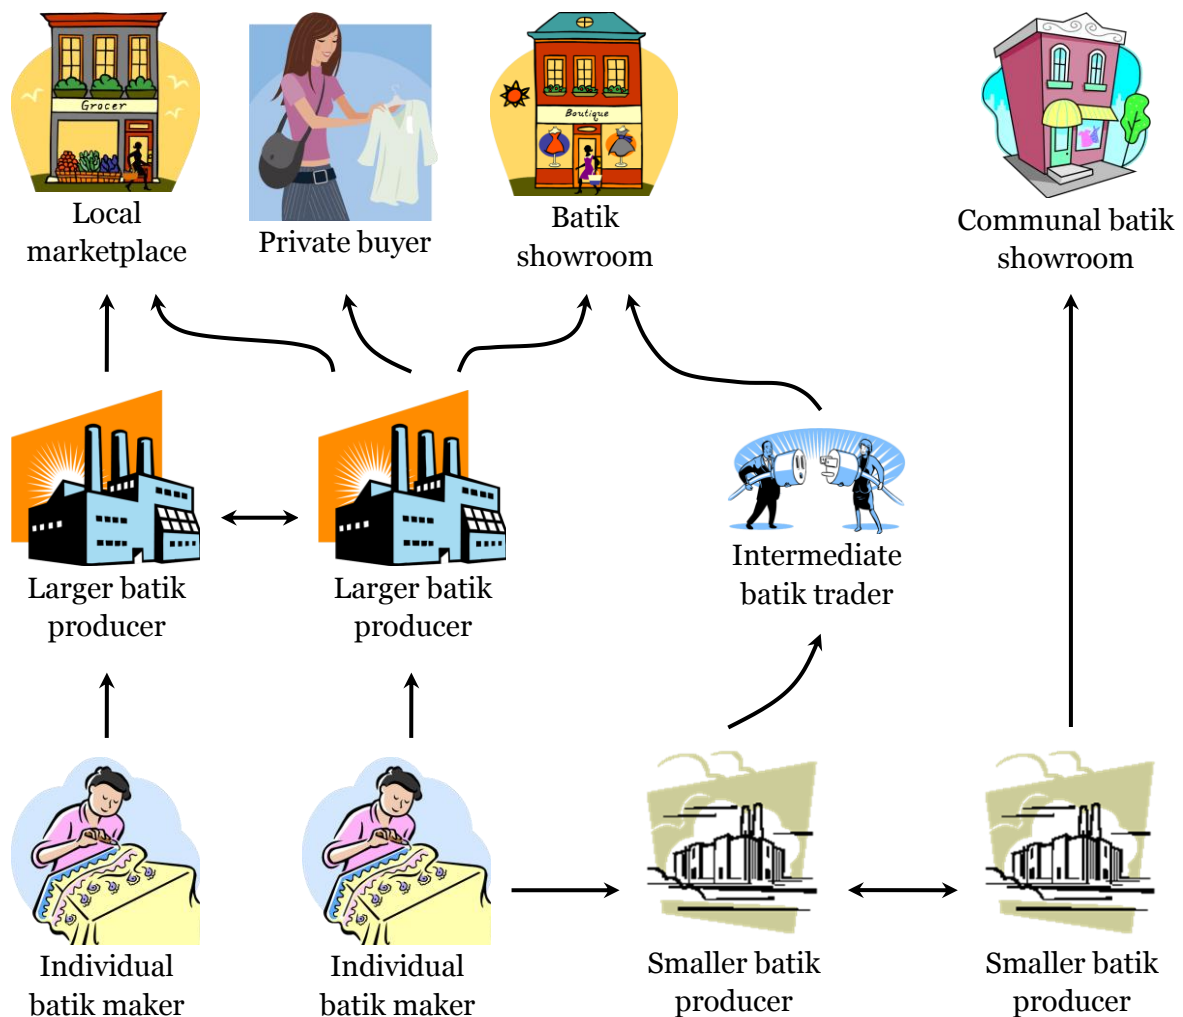 Grocer
Boutique
Local
marketplace
Private buyer
Batik
showroom
Communal batik
showroom
Larger batik
producer
Larger batik
producer
Intermediate
batik trader
Individual
batik maker
Individual
batik maker
Smaller batik
producer
Smaller batik
producer